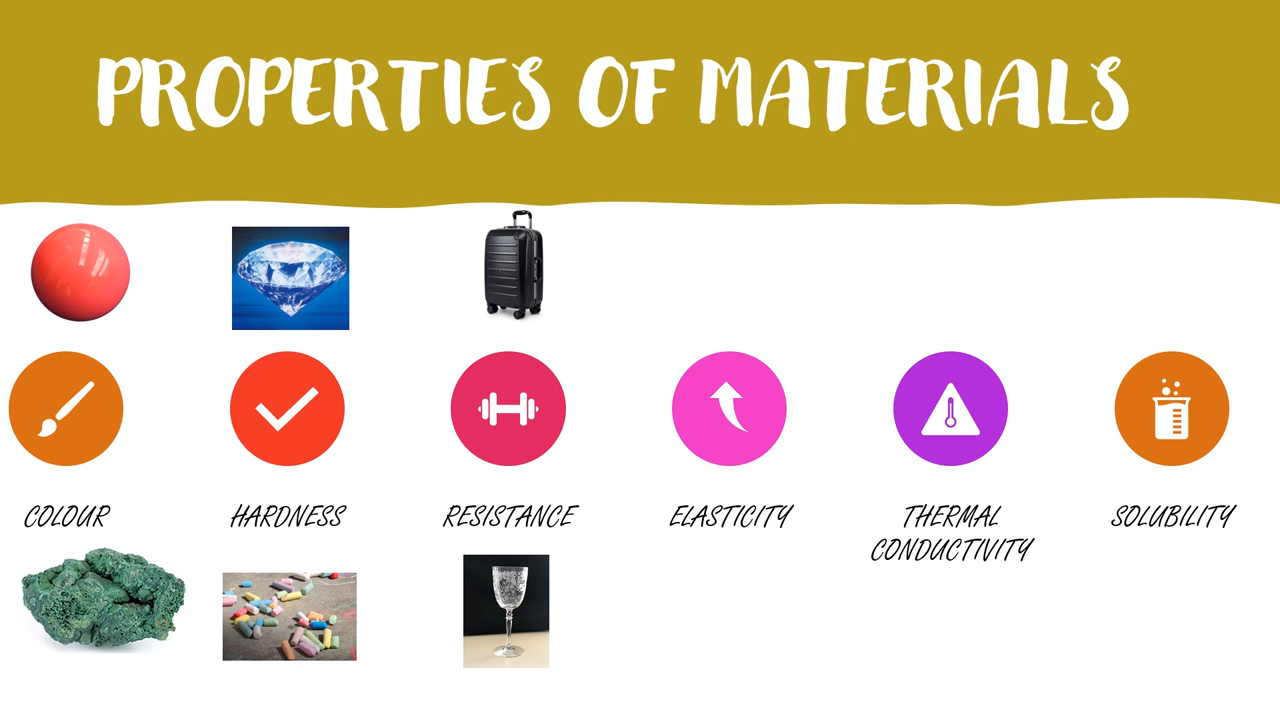 PROPERTIES OF MATERIALS
COLOUR
HARDNESS
RESISTANCE
ELASTICITY
THERMAL
CONDUCTIVITY
SOLUBILITY